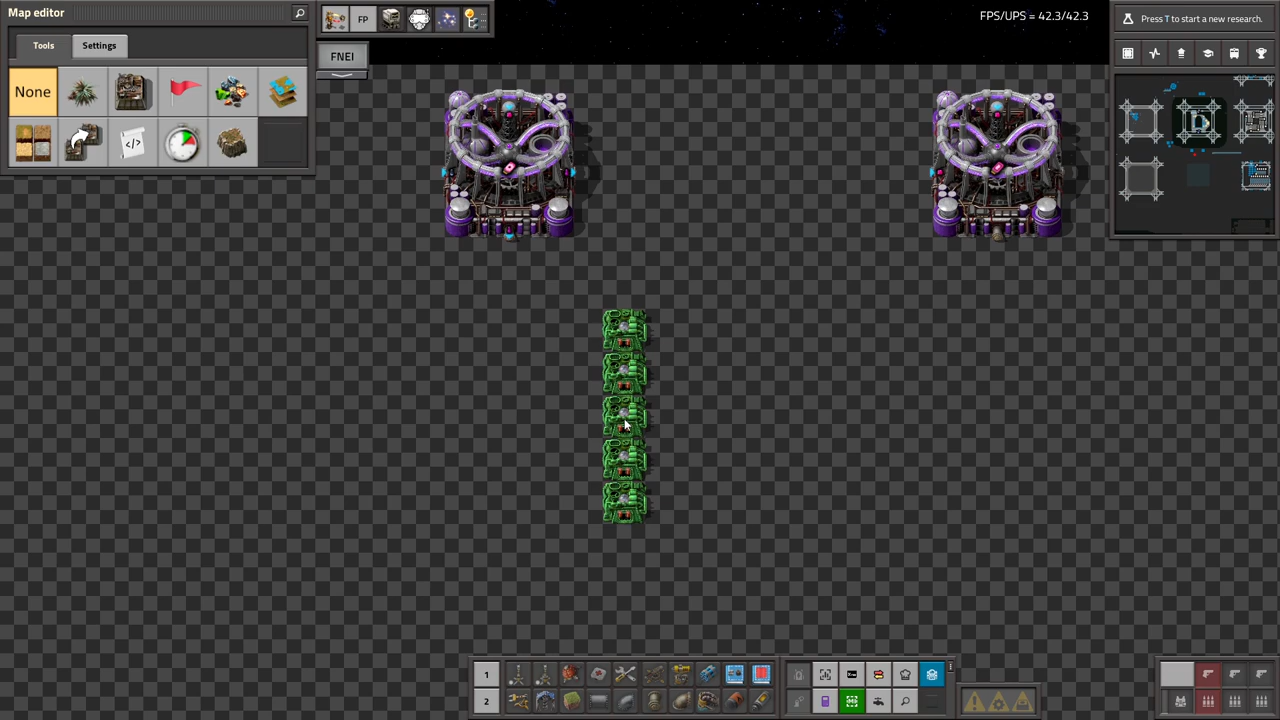 Map editor
FP
FPS/UPS = 42.3/42.3
Press T to start a new research.
Tools
Settings
FNEI
None
</>
1
2